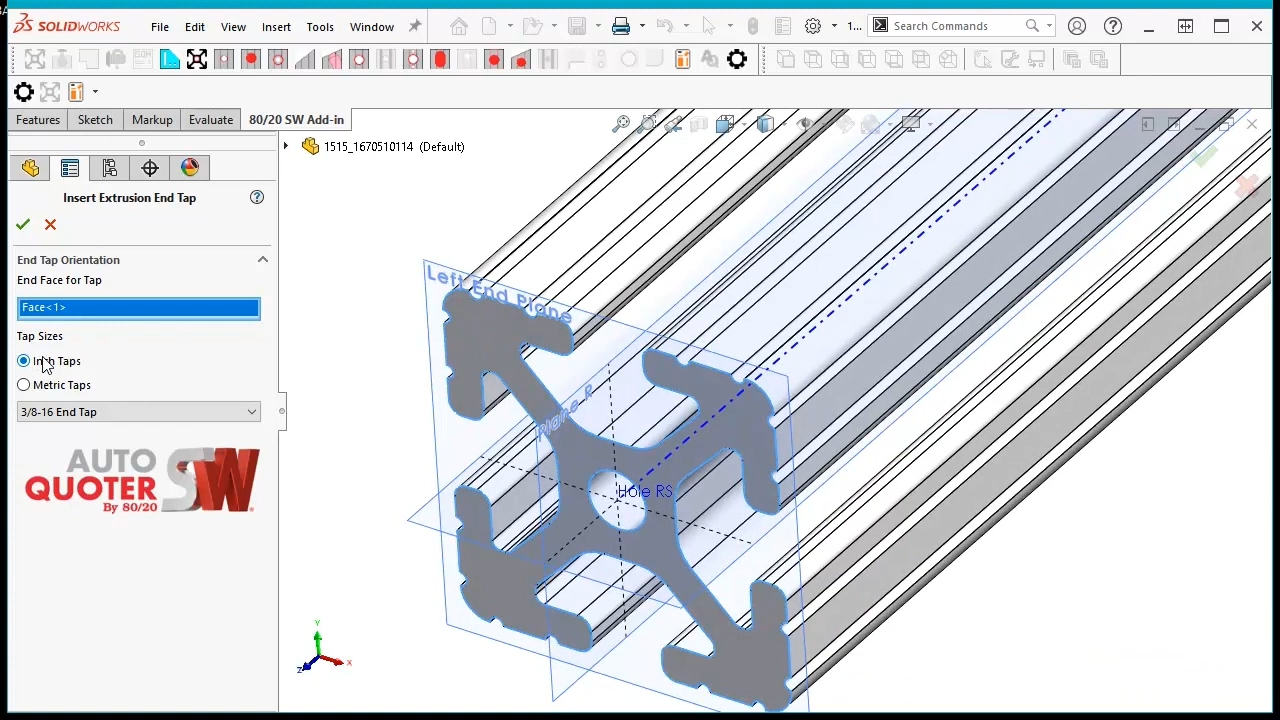 SOLIDWORKS File Edit View Insert Tools Window 1... Search Commands
Features Sketch Markup Evaluate 80/20 SW Add-in
1515_1670510114 (Default)
Insert Extrusion End Tap
End Tap Orientation
End Face for Tap
Face<1>
Tap Sizes
Inch Taps
Metric Taps
3/8-16 End Tap
AUTO
QUOTER SW
By 80/20
Left End Plane
Plane R
Hole RS
Y
X
Z